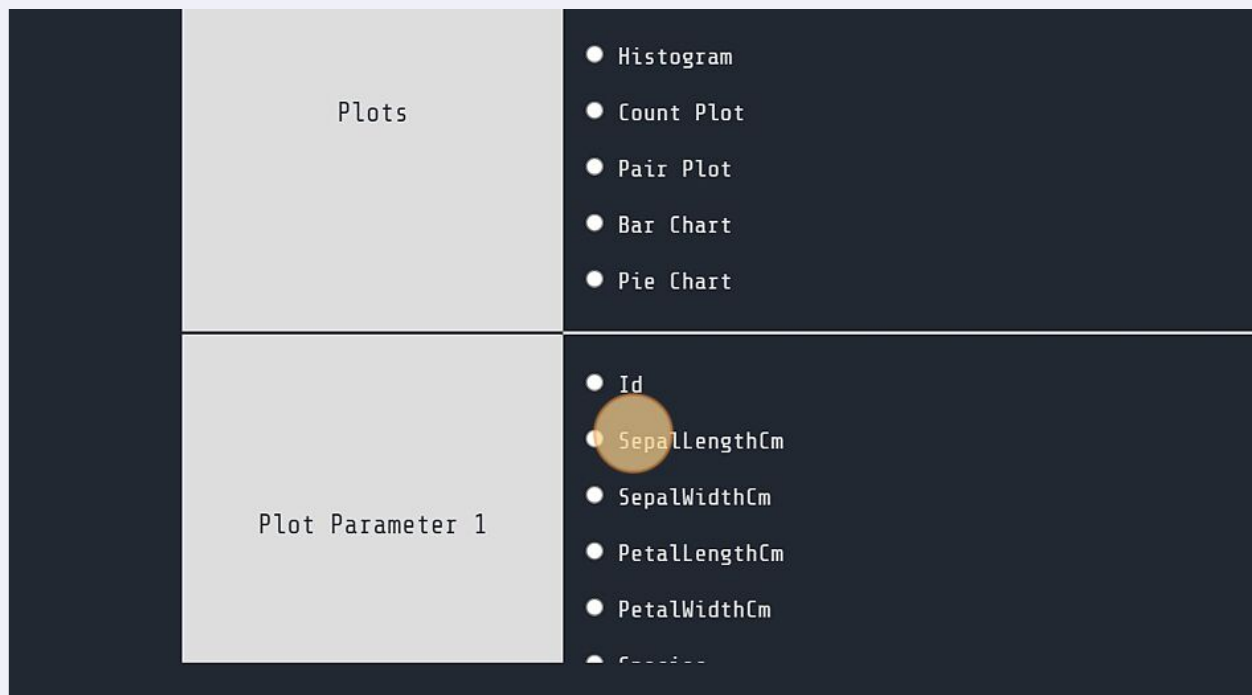 Plots
Histogram
Count Plot
Pair Plot
Bar Chart
Pie Chart
Plot Parameter 1
Id
SepalLengthCm
SepalWidthCm
PetalLengthCm
PetalWidthCm